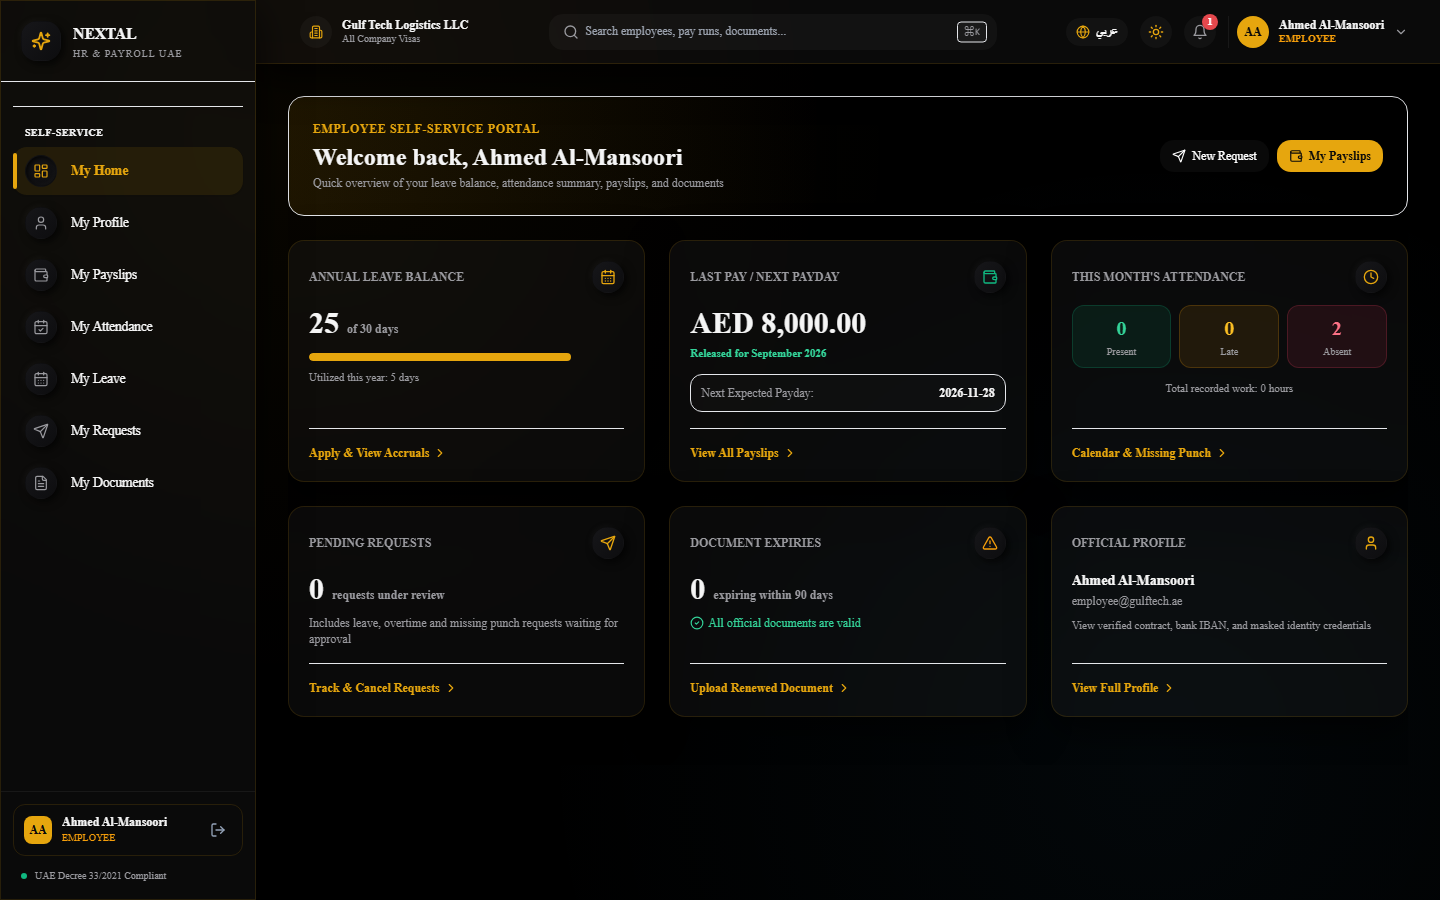 NEXTAL
HR & PAYROLL UAE
SELF-SERVICE
My Home
My Profile
My Payslips
My Attendance
My Leave
My Requests
My Documents
AA
Ahmed Al-Mansoori
EMPLOYEE
UAE Decree 33/2021 Compliant
Gulf Tech Logistics LLC
All Company Visas
Search employees, pay runs, documents...
⌘K
عربي
1
AA
Ahmed Al-Mansoori
EMPLOYEE
EMPLOYEE SELF-SERVICE PORTAL
Welcome back, Ahmed Al-Mansoori
Quick overview of your leave balance, attendance summary, payslips, and documents
New Request
My Payslips
ANNUAL LEAVE BALANCE
25 of 30 days
Utilized this year: 5 days
Apply & View Accruals
LAST PAY / NEXT PAYDAY
AED 8,000.00
Released for September 2026
Next Expected Payday: 2026-11-28
View All Payslips
THIS MONTH'S ATTENDANCE
0
Present
0
Late
2
Absent
Total recorded work: 0 hours
Calendar & Missing Punch
PENDING REQUESTS
0 requests under review
Includes leave, overtime and missing punch requests waiting for
approval
Track & Cancel Requests
DOCUMENT EXPIRIES
0 expiring within 90 days
All official documents are valid
Upload Renewed Document
OFFICIAL PROFILE
Ahmed Al-Mansoori
employee@gulftech.ae
View verified contract, bank IBAN, and masked identity credentials
View Full Profile